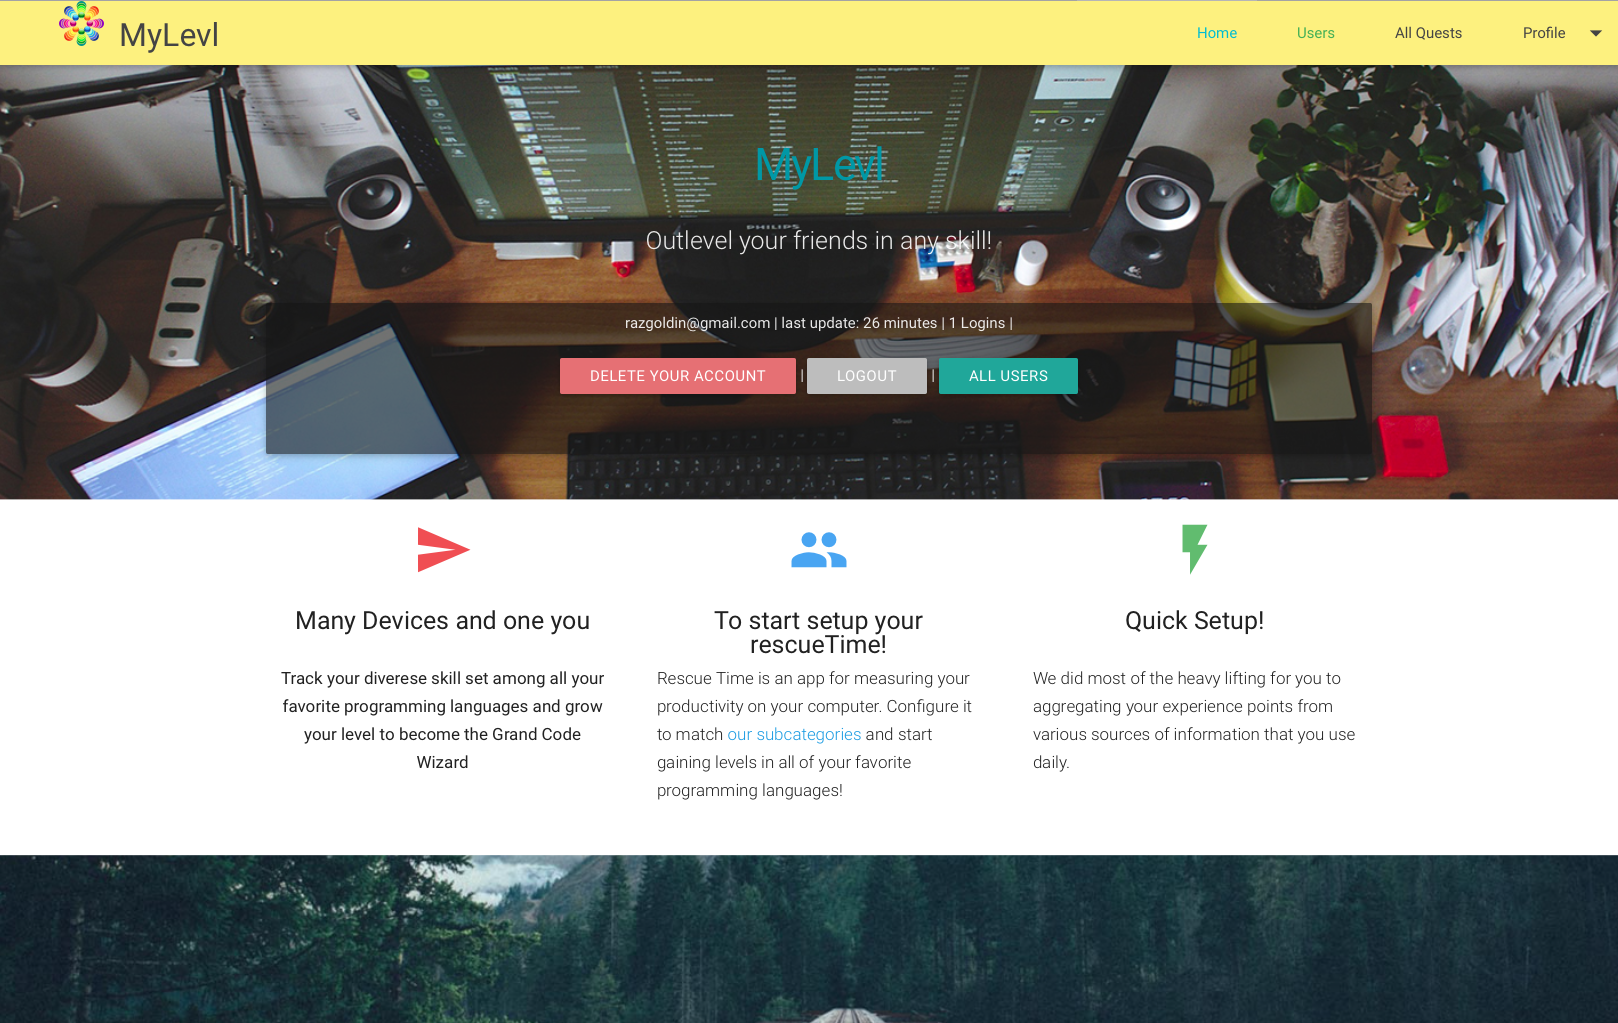 MyLevl
Home
Users
All Quests
Profile
MyLevl
PHILIPS
Outlevel your friends in any skill!
razgoldin@gmail.com | last update: 26 minutes | 1 Logins |
DELETE YOUR ACCOUNT | LOGOUT | ALL USERS
Many Devices and one you
Track your diverese skill set among all your
favorite programming languages and grow
your level to become the Grand Code
Wizard
To start setup your
rescueTime!
Rescue Time is an app for measuring your
productivity on your computer. Configure it
to match our subcategories and start
gaining levels in all of your favorite
programming languages!
Quick Setup!
We did most of the heavy lifting for you to
aggregating your experience points from
various sources of information that you use
daily.